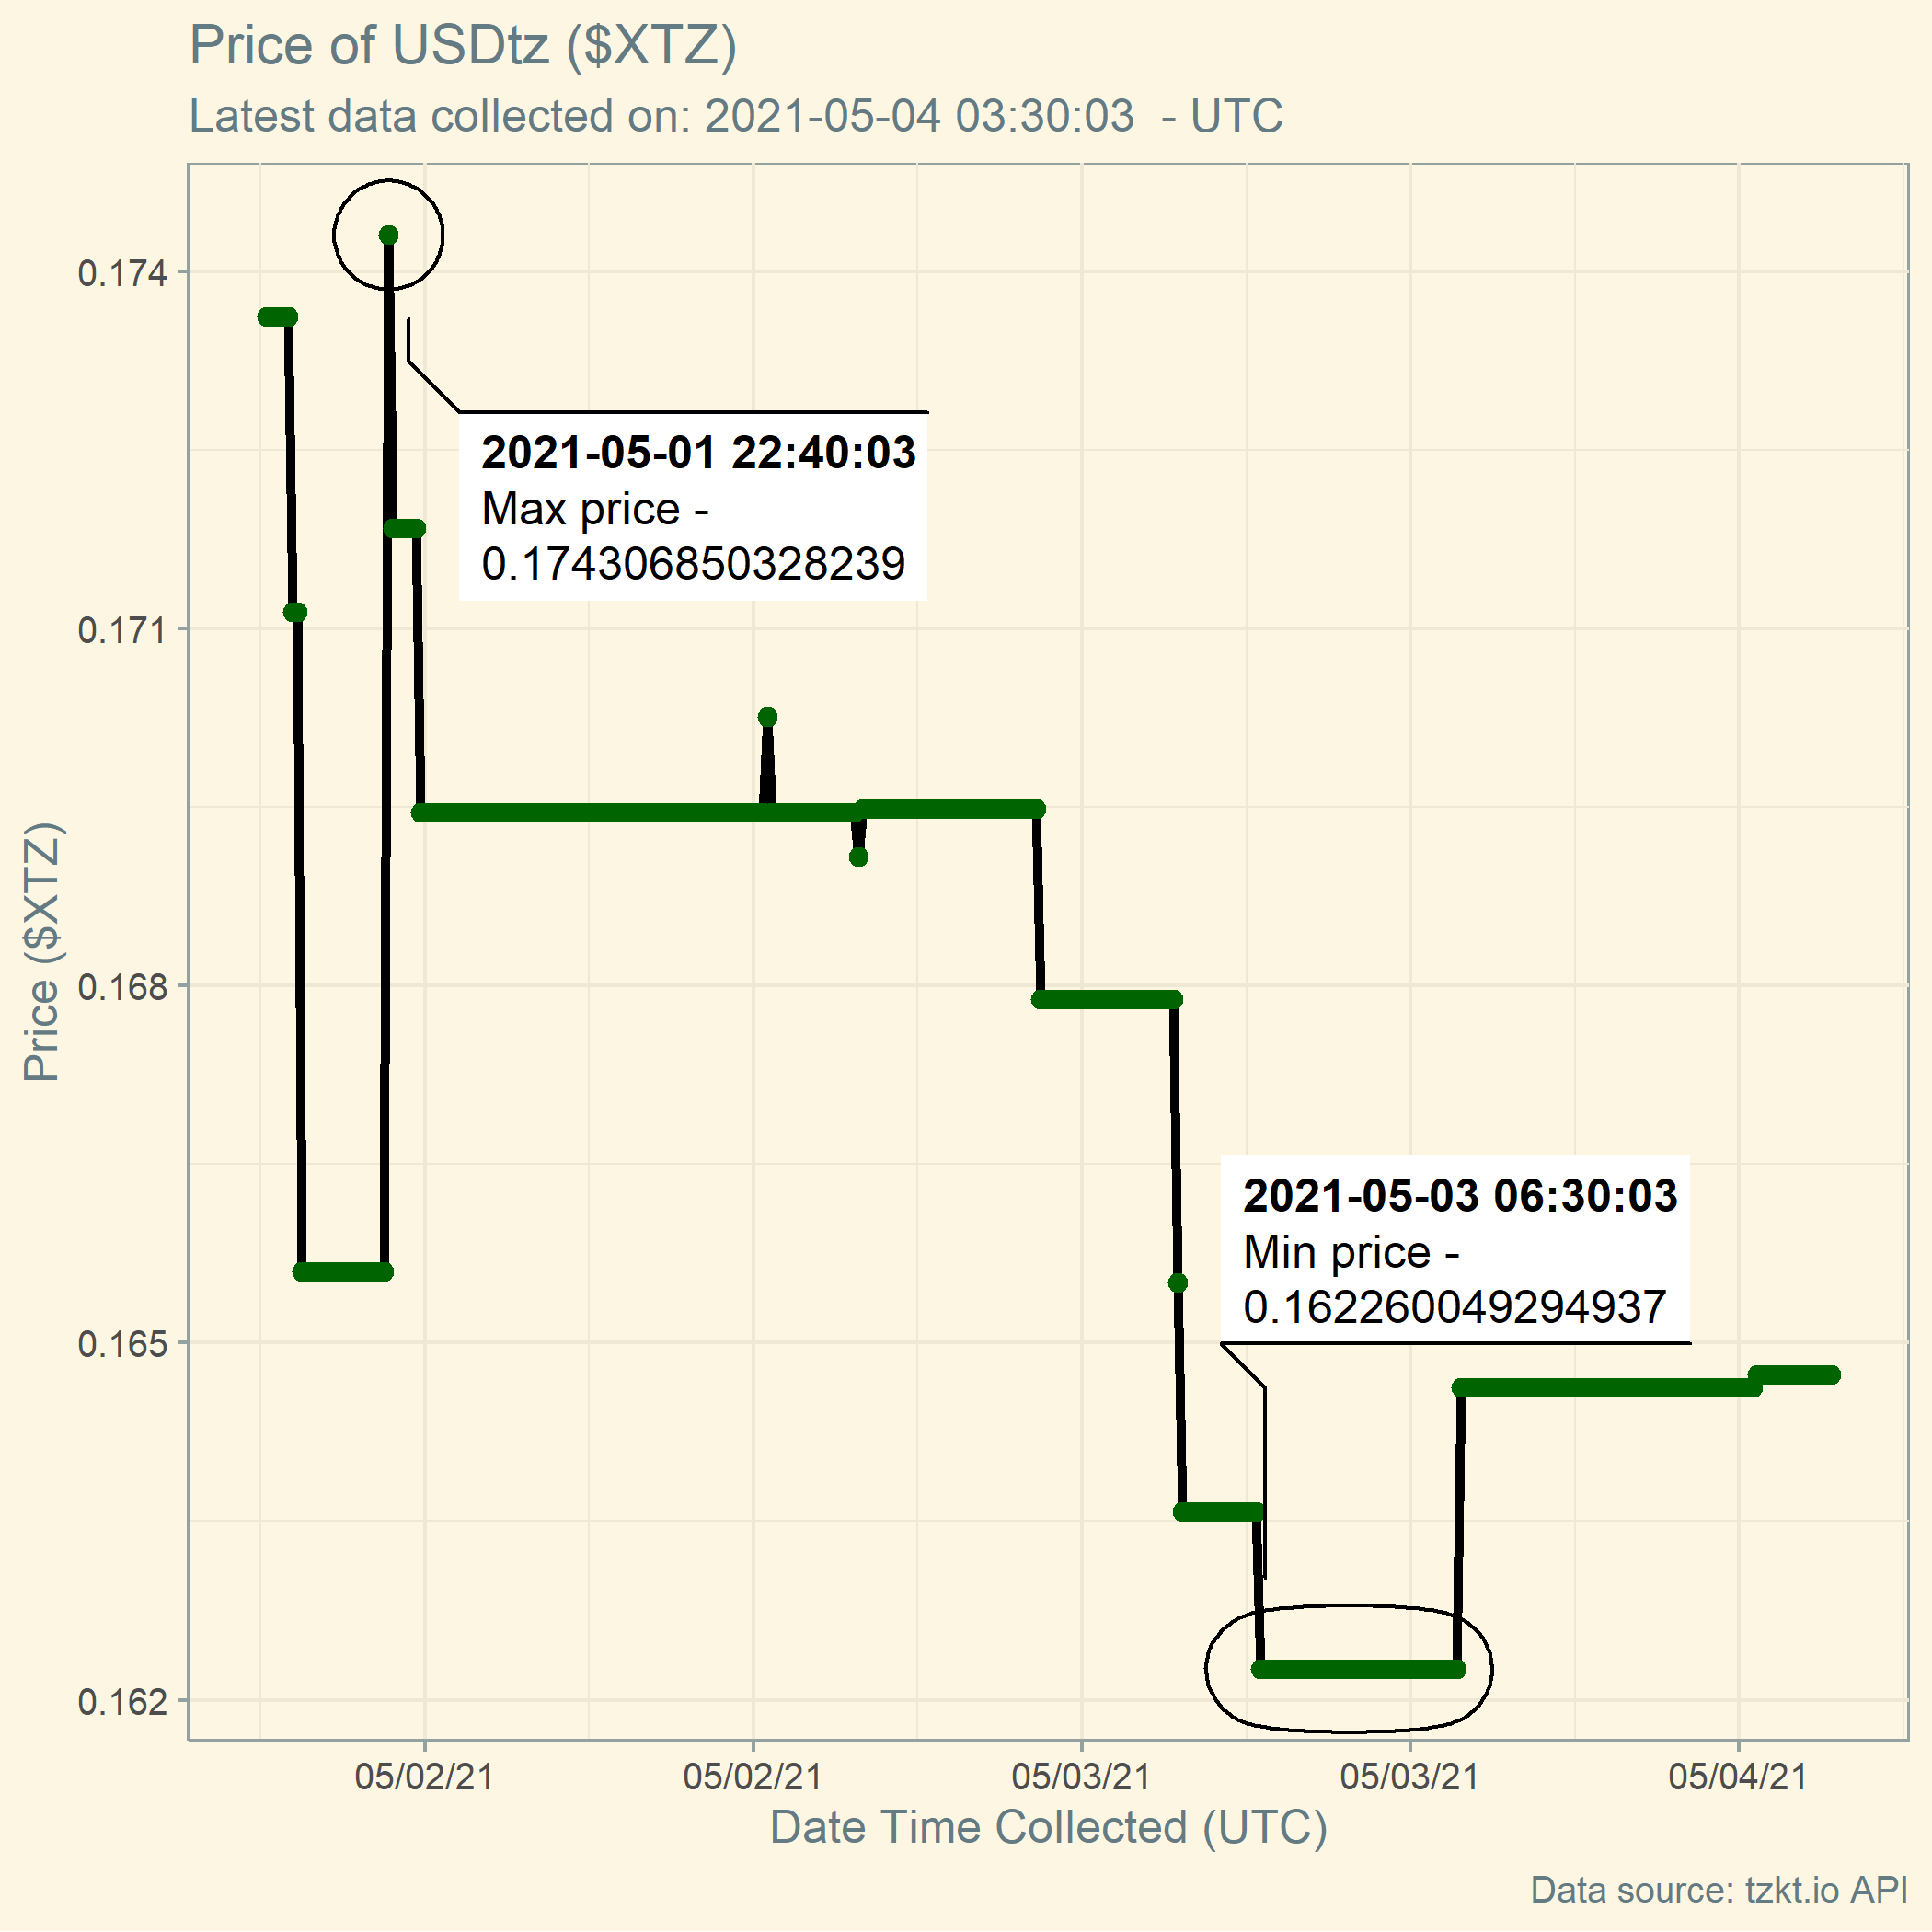 Price of USDtz ($XTZ)
Latest data collected on: 2021-05-04 03:30:03 - UTC
0.174
0.171
0.168
0.165
0.162
Price ($XTZ)
2021-05-01 22:40:03
Max price -
0.174306850328239
2021-05-03 06:30:03
Min price -
0.162260049294937
05/02/21
05/02/21
05/03/21
05/03/21
05/04/21
Date Time Collected (UTC)
Data source: tzkt.io API